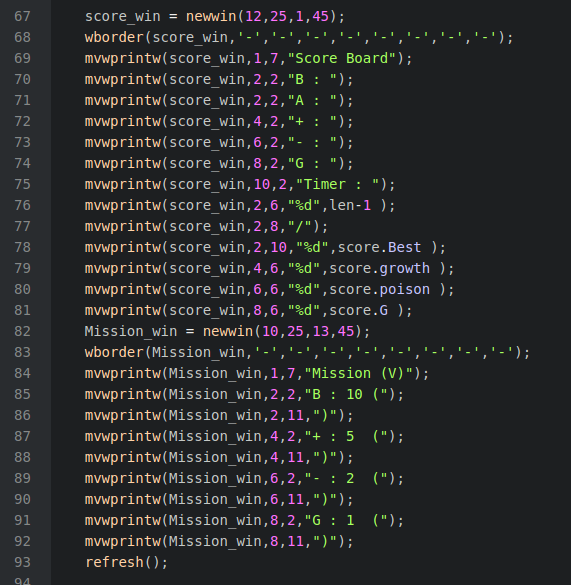 67 score_win = newwin(12,25,1,45);
68 wborder(score_win,'-','-','-','-','-','-','-','-');
69 mvwprintw(score_win,1,7,"Score Board");
70 mvwprintw(score_win,2,2,"B : ");
71 mvwprintw(score_win,2,2,"A : ");
72 mvwprintw(score_win,4,2,"+ : ");
73 mvwprintw(score_win,6,2,"- : ");
74 mvwprintw(score_win,8,2,"G : ");
75 mvwprintw(score_win,10,2,"Timer : ");
76 mvwprintw(score_win,2,6,"%d",len-1 );
77 mvwprintw(score_win,2,8,"/");
78 mvwprintw(score_win,2,10,"%d",score.Best );
79 mvwprintw(score_win,4,6,"%d",score.growth );
80 mvwprintw(score_win,6,6,"%d",score.poison );
81 mvwprintw(score_win,8,6,"%d",score.G );
82 Mission_win = newwin(10,25,13,45);
83 wborder(Mission_win,'-','-','-','-','-','-','-','-');
84 mvwprintw(Mission_win,1,7,"Mission (V)");
85 mvwprintw(Mission_win,2,2,"B : 10 (");
86 mvwprintw(Mission_win,2,11,")");
87 mvwprintw(Mission_win,4,2,"+ : 5  (");
88 mvwprintw(Mission_win,4,11,")");
89 mvwprintw(Mission_win,6,2,"- : 2  (");
90 mvwprintw(Mission_win,6,11,")");
91 mvwprintw(Mission_win,8,2,"G : 1  (");
92 mvwprintw(Mission_win,8,11,")");
93 refresh();
94